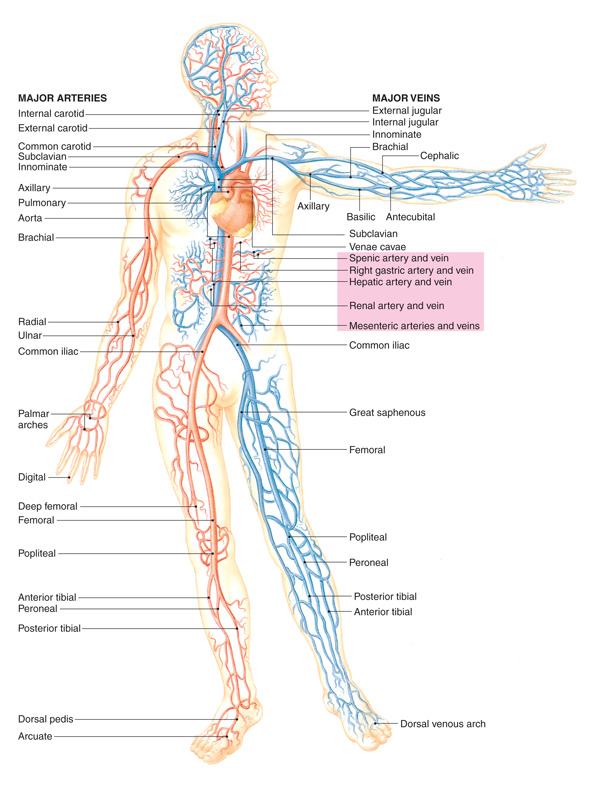 MAJOR ARTERIES
Internal carotid
External carotid
Common carotid
Subclavian
Innominate
Axillary
Pulmonary
Aorta
Brachial
Radial
Ulnar
Common iliac
Palmar
arches
Digital
Deep femoral
Femoral
Popliteal
Anterior tibial
Peroneal
Posterior tibial
Dorsal pedis
Arcuate
MAJOR VEINS
External jugular
Internal jugular
Innominate
Brachial
Cephalic
Axillary
Basilic
Antecubital
Subclavian
Venae cavae
Spenic artery and vein
Right gastric artery and vein
Hepatic artery and vein
Renal artery and vein
Mesenteric arteries and veins
Common iliac
Great saphenous
Femoral
Popliteal
Peroneal
Posterior tibial
Anterior tibial
Dorsal venous arch